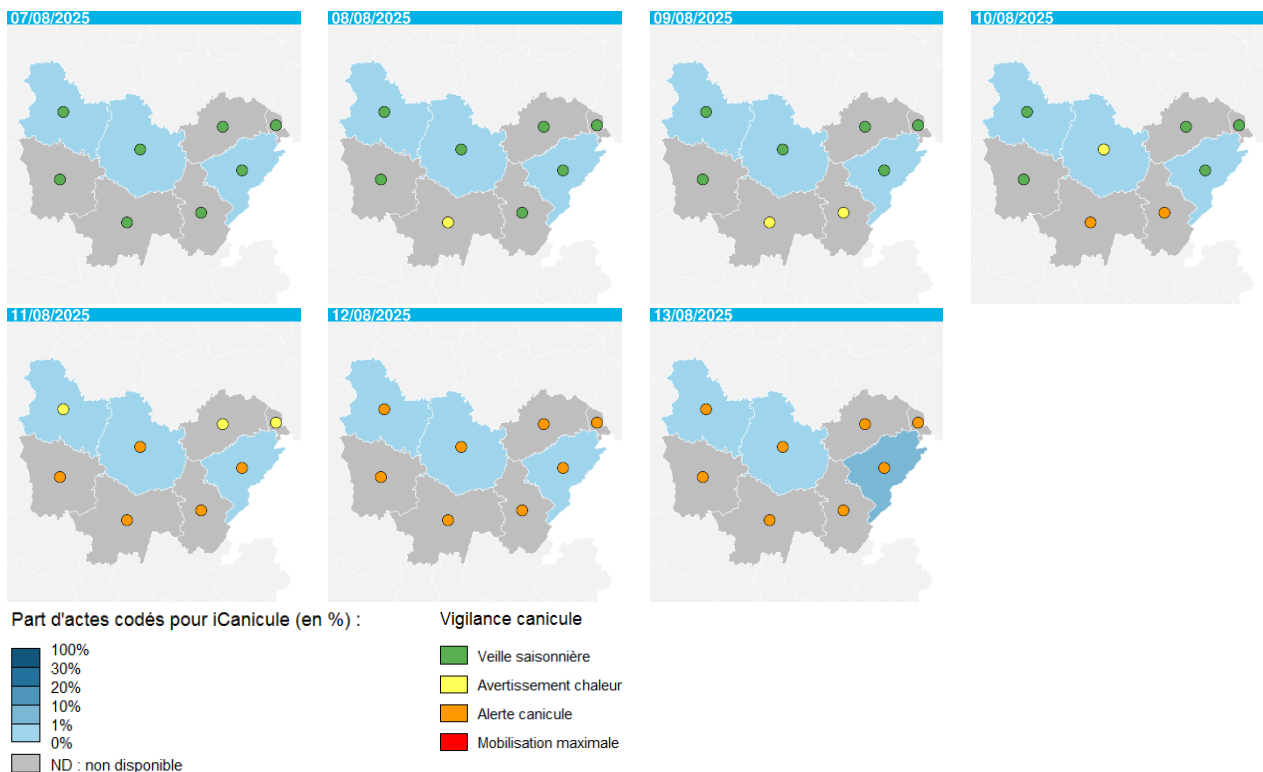 07/08/2025
08/08/2025
09/08/2025
10/08/2025
11/08/2025
12/08/2025
13/08/2025
Part d'actes codés pour iCanicule (en %) :
100%
30%
20%
10%
1%
0%
ND : non disponible
Vigilance canicule
Veille saisonnière
Avertissement chaleur
Alerte canicule
Mobilisation maximale